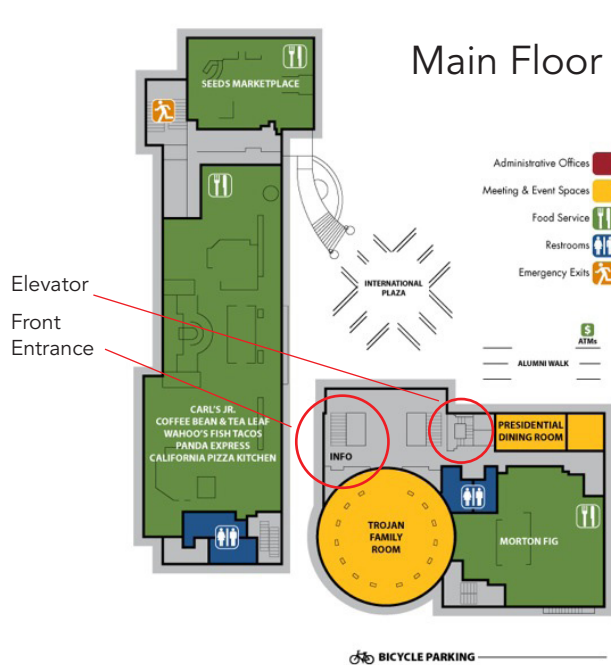 Main Floor
SEEDS MARKETPLACE
Administrative Offices
Meeting & Event Spaces
Food Service
Restrooms
Emergency Exits
Elevator
Front
Entrance
INTERNATIONAL
PLAZA
$
ATMs
ALUMNI WALK
CARL'S JR.
COFFEE BEAN & TEA LEAF
WAHOO'S FISH TACOS
PANDA EXPRESS
CALIFORNIA PIZZA KITCHEN
INFO
PRESIDENTIAL
DINING ROOM
TROJAN
FAMILY
ROOM
MORTON FIG
BICYCLE PARKING